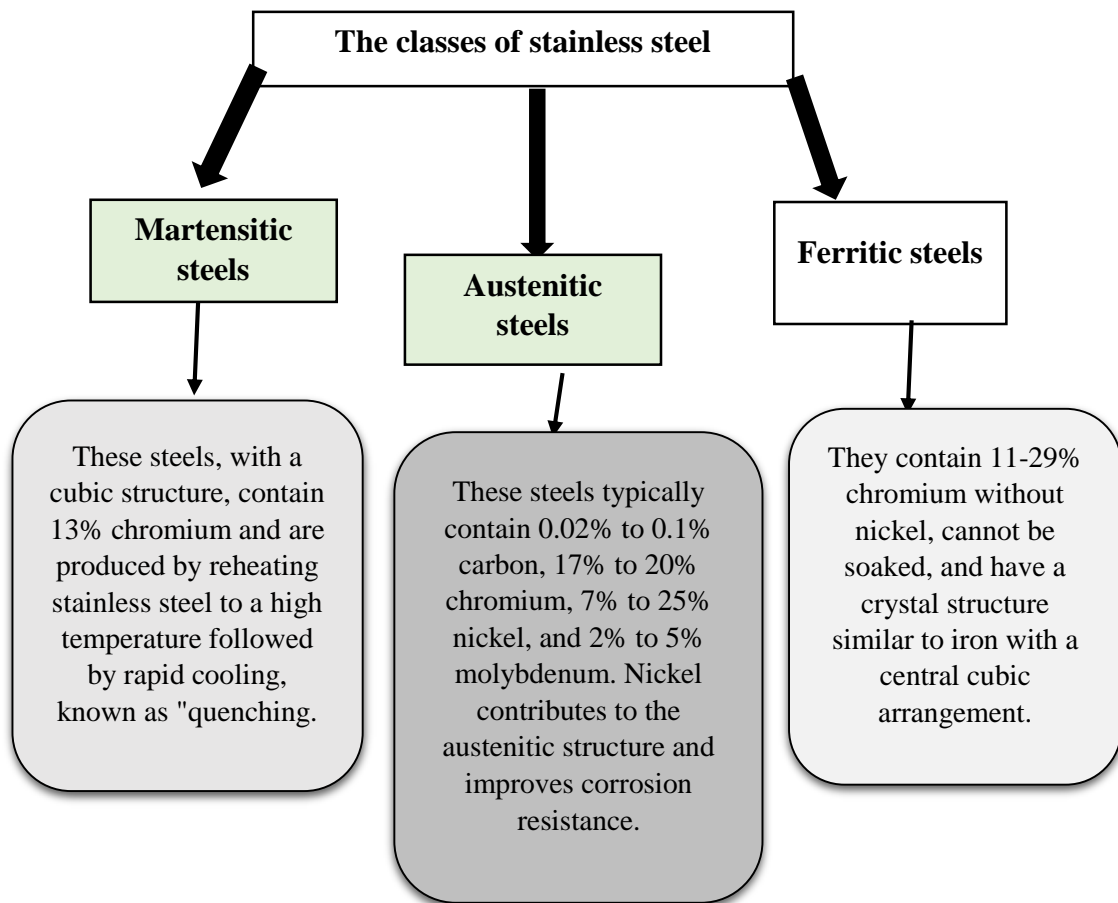 The classes of stainless steel
Martensitic
steels
Austenitic
steels
Ferritic steels
These steels, with a
cubic structure, contain
13% chromium and are
produced by reheating
stainless steel to a high
temperature followed
by rapid cooling,
known as "quenching.
These steels typically
contain 0.02% to 0.1%
carbon, 17% to 20%
chromium, 7% to 25%
nickel, and 2% to 5%
molybdenum. Nickel
contributes to the
austenitic structure and
improves corrosion
resistance.
They contain 11-29%
chromium without
nickel, cannot be
soaked, and have a
crystal structure
similar to iron with a
central cubic
arrangement.